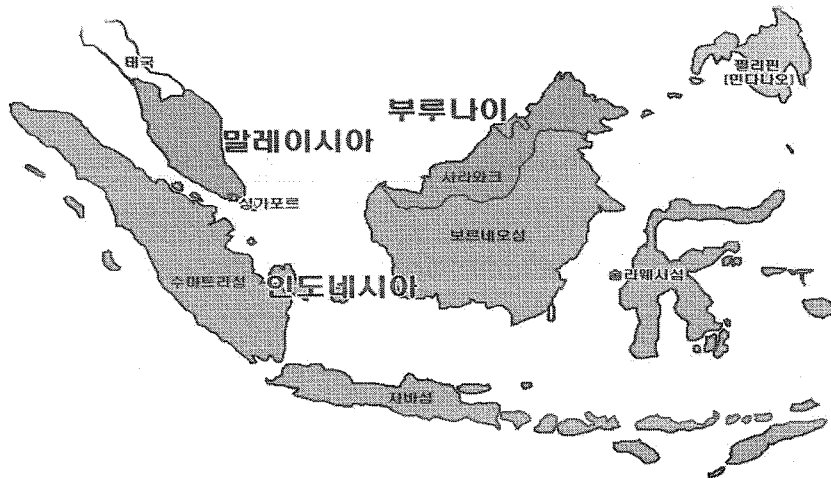 태국
필리핀
[민다나오]
부루나이
말레이시아
사라와크
싱가포르
보르네오섬
수마트라섬
인도네시아
술라웨시섬
자바섬